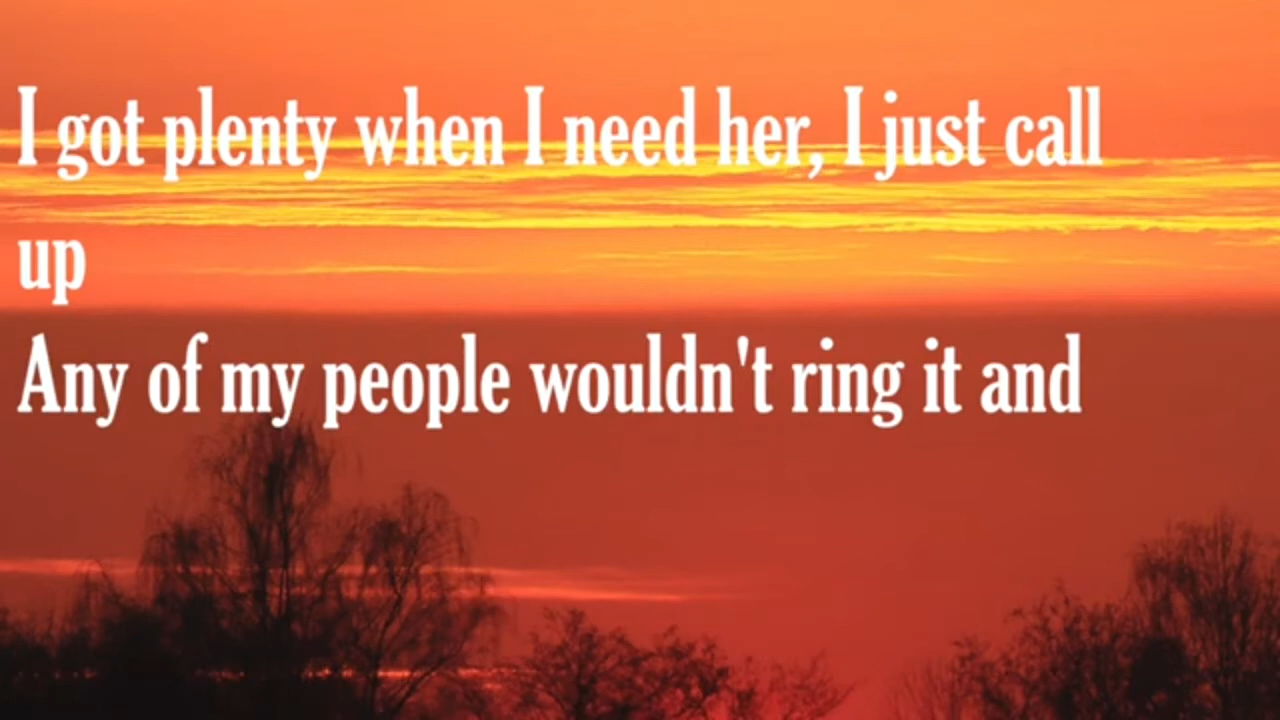 I got plenty when I need her, I just call
up
Any of my people wouldn't ring it and